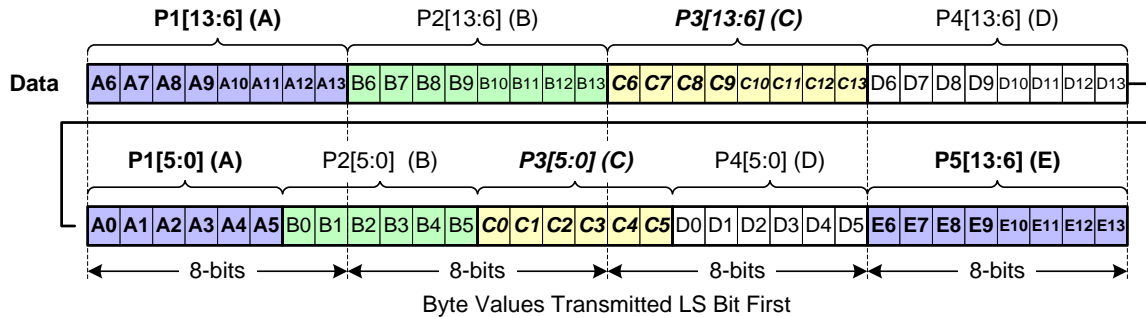 P1[13:6] (A) P2[13:6] (B) P3[13:6] (C) P4[13:6] (D)
Data A6 A7 A8 A9 A10 A11 A12 A13 B6 B7 B8 B9 B10 B11 B12 B13 C6 C7 C8 C9 C10 C11 C12 C13 D6 D7 D8 D9 D10 D11 D12 D13
P1[5:0] (A) P2[5:0] (B) P3[5:0] (C) P4[5:0] (D) P5[13:6] (E)
A0 A1 A2 A3 A4 A5 B0 B1 B2 B3 B4 B5 C0 C1 C2 C3 C4 C5 D0 D1 D2 D3 D4 D5 E6 E7 E8 E9 E10 E11 E12 E13
8-bits 8-bits 8-bits 8-bits
Byte Values Transmitted LS Bit First